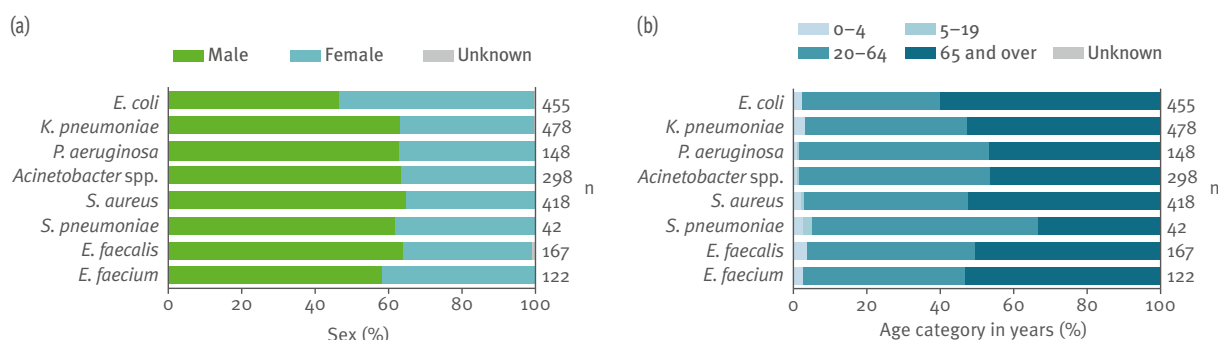 (a)
Male Female Unknown
E. coli 455
K. pneumoniae 478
P. aeruginosa 148
Acinetobacter spp. 298
n
S. aureus 418
S. pneumoniae 42
E. faecalis 167
E. faecium 122
0 20 40 60 80 100
Sex (%)
(b)
0–4 5–19
20–64 65 and over Unknown
E. coli 455
K. pneumoniae 478
P. aeruginosa 148
Acinetobacter spp. 298
n
S. aureus 418
S. pneumoniae 42
E. faecalis 167
E. faecium 122
0 20 40 60 80 100
Age category in years (%)